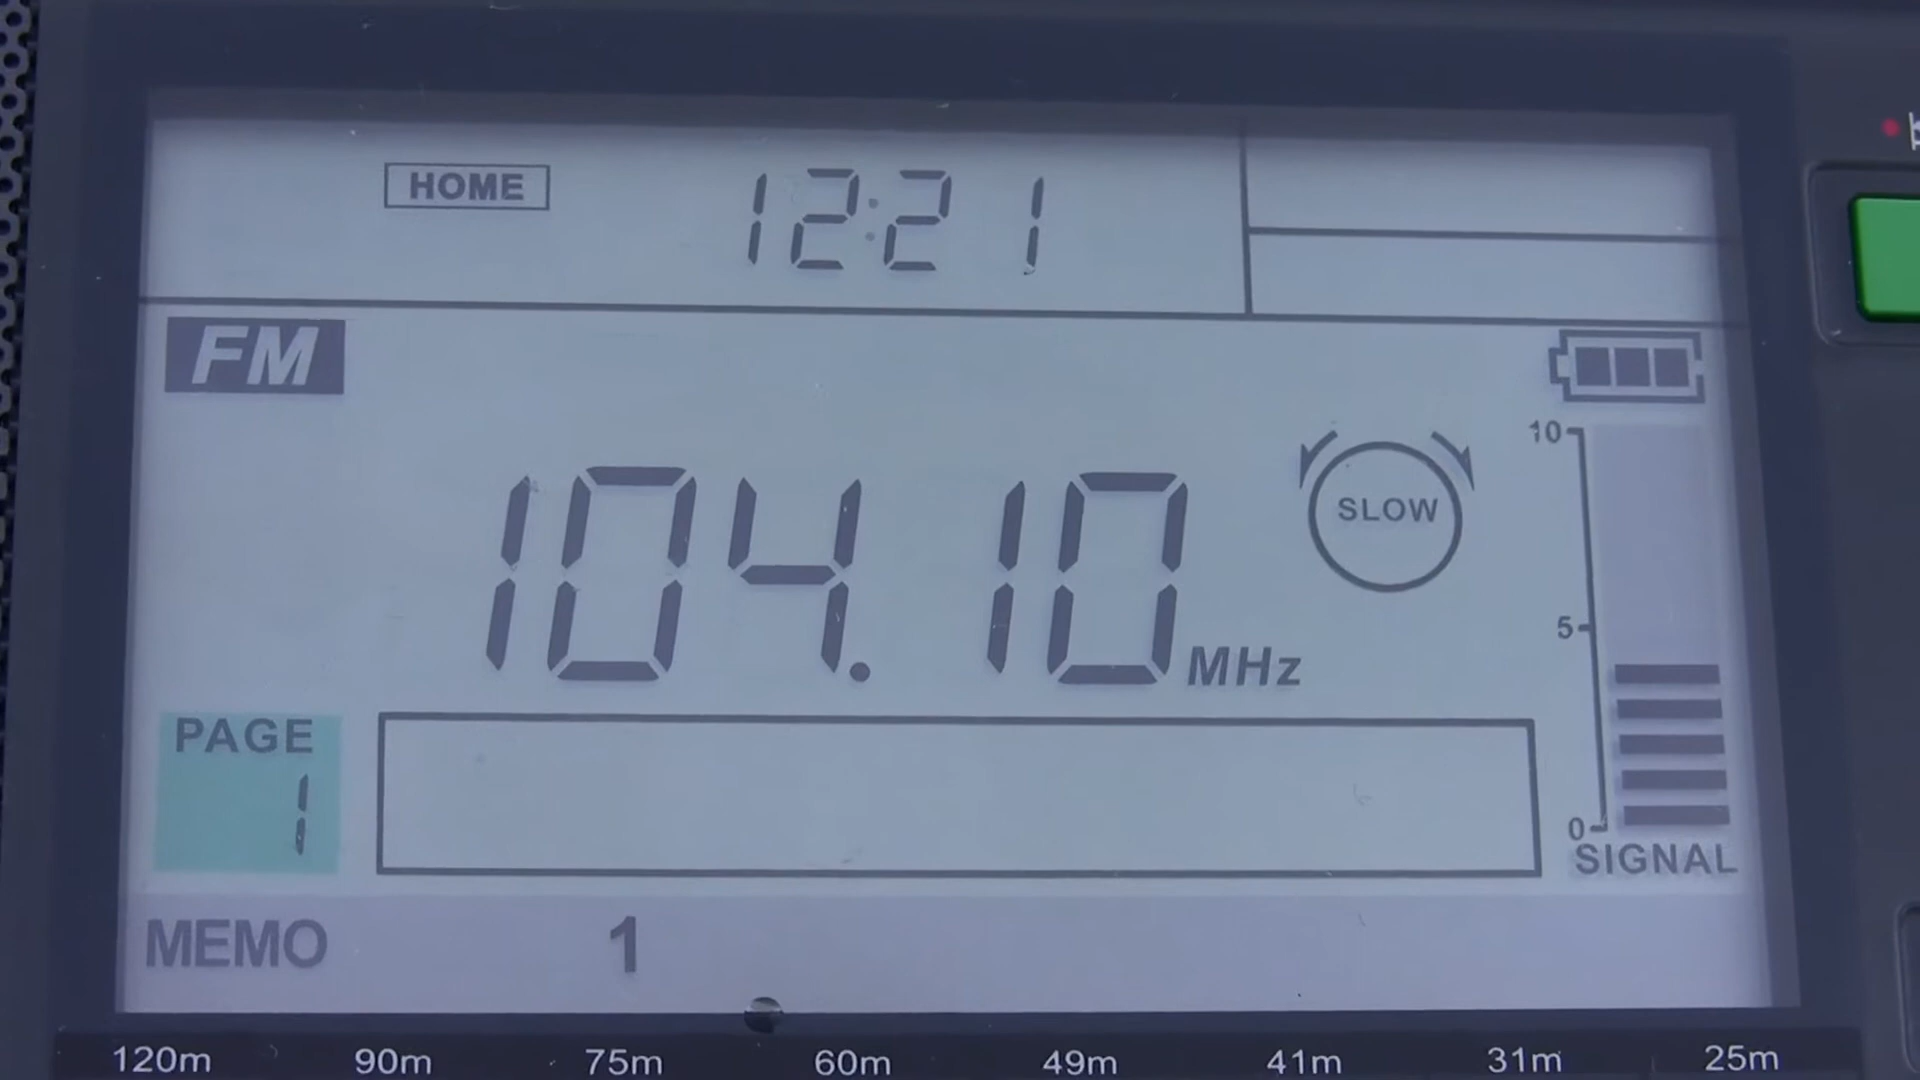 HOME 12:21
FM
10
104.10 MHz
SLOW
5
PAGE
1
0
SIGNAL
MEMO 1
120m 90m 75m 60m 49m 41m 31m 25m